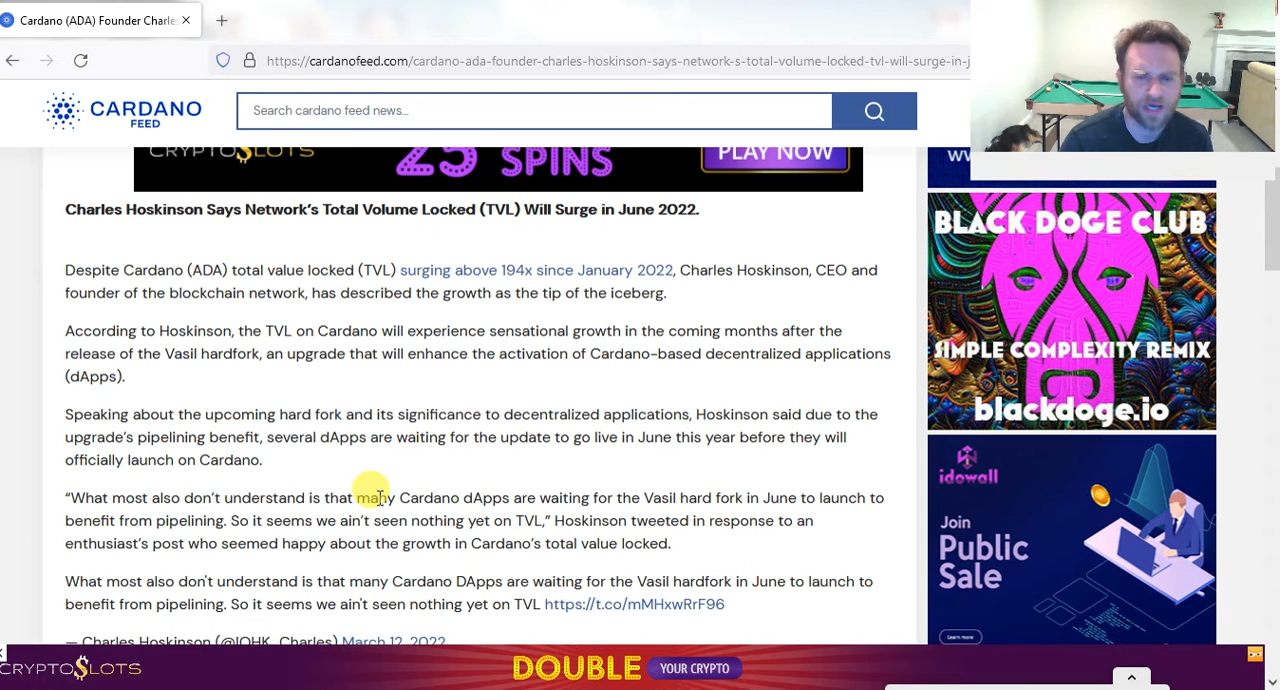 Cardano (ADA) Founder Charles
https://cardanofeed.com/cardano-ada-founder-charles-hoskinson-says-network-s-total-volume-locked-tvl-will-surge-in-j
CARDANO
FEED
Search cardano feed news...
CRYPTO$LOTS
25 SPINS
PLAY NOW
Charles Hoskinson Says Network's Total Volume Locked (TVL) Will Surge in June 2022.
Despite Cardano (ADA) total value locked (TVL) surging above 194x since January 2022, Charles Hoskinson, CEO and
founder of the blockchain network, has described the growth as the tip of the iceberg.
According to Hoskinson, the TVL on Cardano will experience sensational growth in the coming months after the
release of the Vasil hardfork, an upgrade that will enhance the activation of Cardano-based decentralized applications
(dApps).
Speaking about the upcoming hard fork and its significance to decentralized applications, Hoskinson said due to the
upgrade's pipelining benefit, several dApps are waiting for the update to go live in June this year before they will
officially launch on Cardano.
“What most also don't understand is that many Cardano dApps are waiting for the Vasil hard fork in June to launch to
benefit from pipelining. So it seems we ain't seen nothing yet on TVL,” Hoskinson tweeted in response to an
enthusiast's post who seemed happy about the growth in Cardano's total value locked.
What most also don't understand is that many Cardano DApps are waiting for the Vasil hardfork in June to launch to
benefit from pipelining. So it seems we ain't seen nothing yet on TVL https://t.co/mMHxwRrF96
— Charles Hoskinson (@IOHK_Charles) March 12, 2022
BLACK DOGE CLUB
SIMPLE COMPLEXITY REMIX
blackdoge.io
idowall
Join
Public
Sale
Learn more
CRYPTO$LOTS
DOUBLE YOUR CRYPTO